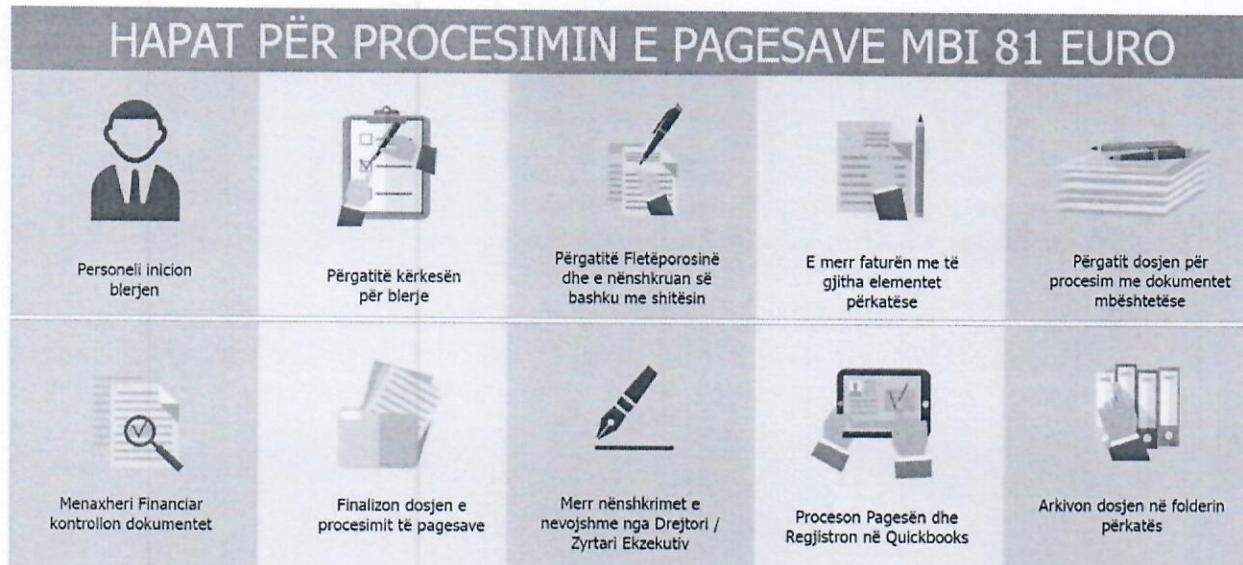 HAPAT PËR PROCESIMIN E PAGESAVE MBI 81 EURO
Personeli inicion
blerjen
Përgatitë kërkesën
për blerje
Përgatitë Fletëporosinë
dhe e nënshkruan së
bashku me shitësin
E merr faturën me të
gjitha elementet
përkatëse
Përgatit dosjen për
procesim me dokumentet
mbështetëse
Menaxheri Financiar
kontrollon dokumentet
Finalizon dosjen e
procesimit të pagesave
Merr nënshkrimet e
nevojshme nga Drejtori /
Zyrtari Ekzekutiv
Proceson Pagesën dhe
Regjistron në Quickbooks
Arkivon dosjen në folderin
përkatës